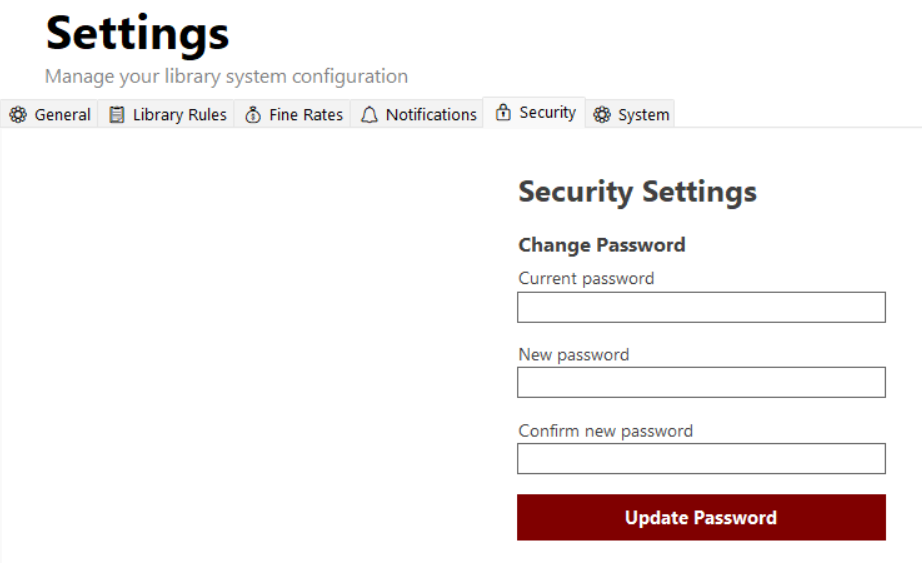 Settings
Manage your library system configuration
General Library Rules Fine Rates Notifications Security System
Security Settings
Change Password
Current password
New password
Confirm new password
Update Password